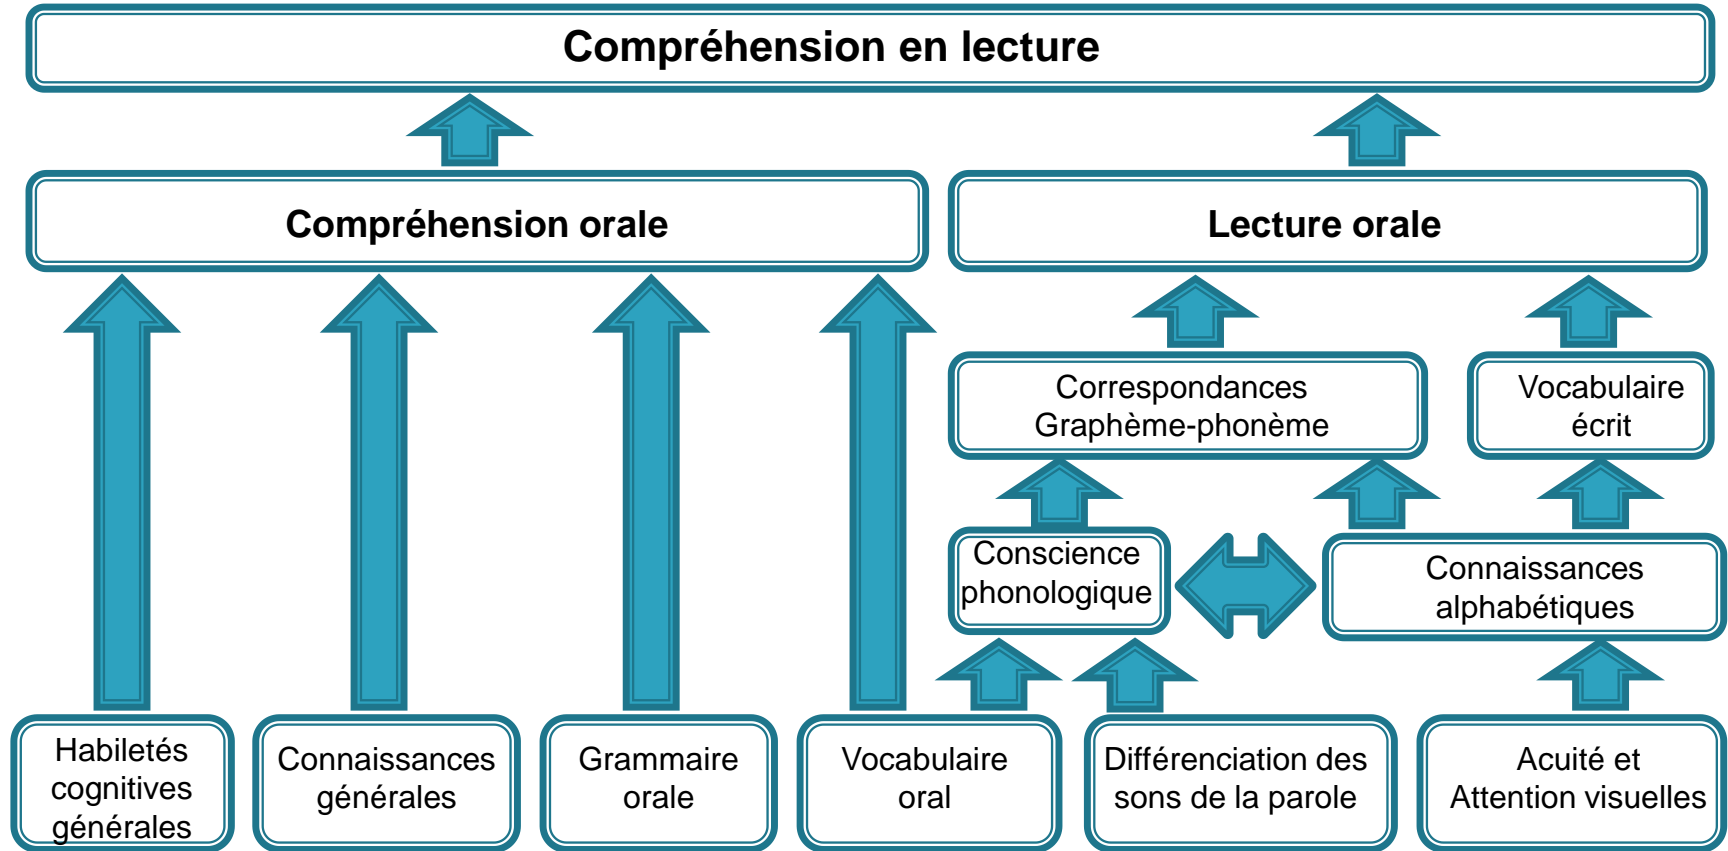 Compréhension en lecture
Compréhension orale
Lecture orale
Correspondances
Graphème-phonème
Vocabulaire
écrit
Conscience
phonologique
Connaissances
alphabétiques
Habiletés
cognitives
générales
Connaissances
générales
Grammaire
orale
Vocabulaire
oral
Différenciation des
sons de la parole
Acuité et
Attention visuelles